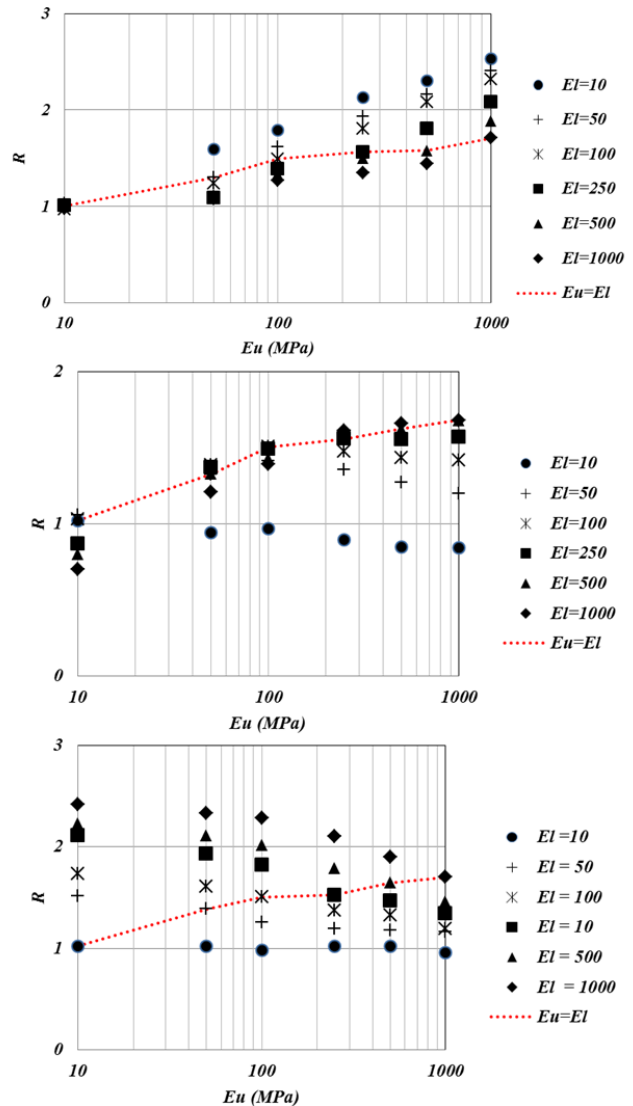 3
2
R
1
0
10
100
1000
Eu (MPa)
El=10
El=50
El=100
El=250
El=500
El=1000
Eu=El
2
R
1
0
10
100
1000
Eu (MPa)
El=10
El=50
El=100
El=250
El=500
El=1000
Eu=El
3
2
R
1
0
10
100
1000
Eu (MPa)
El =10
El = 50
El = 100
El = 10
El = 500
El = 1000
Eu=El